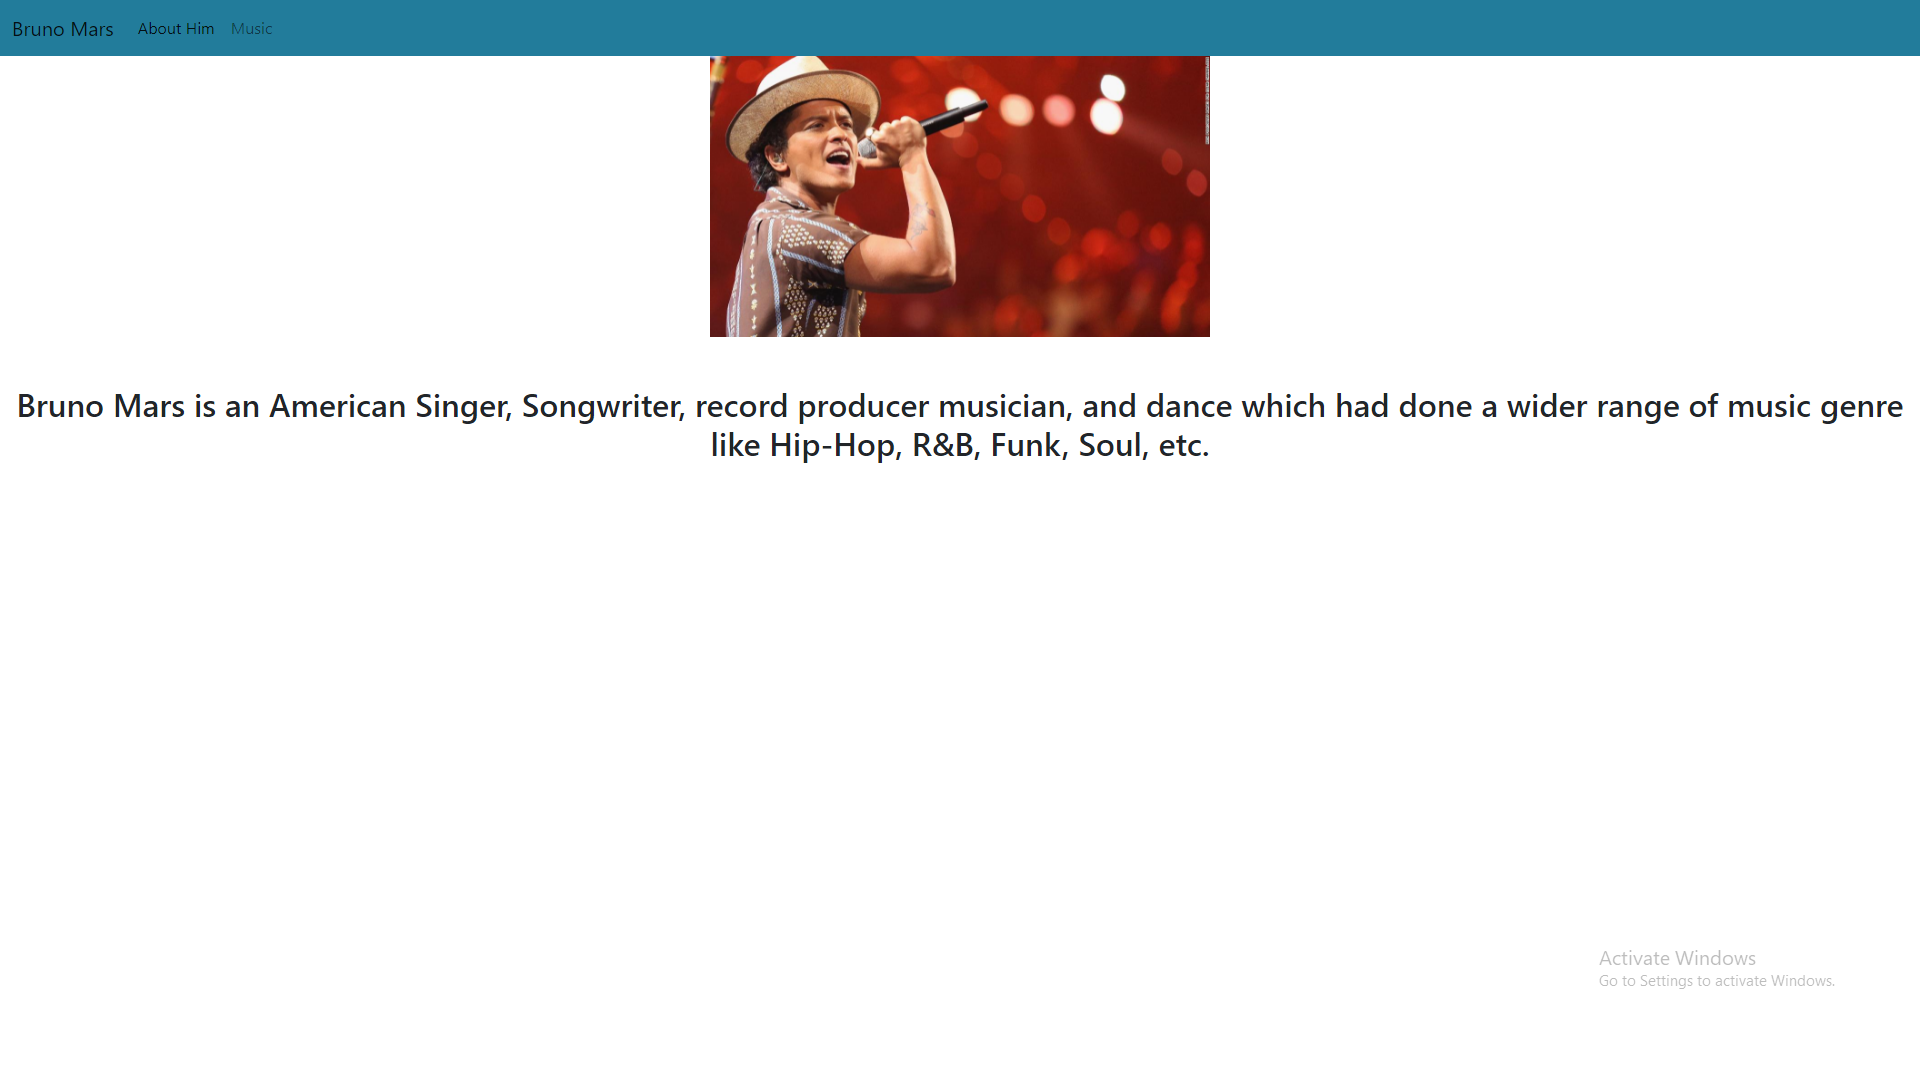 Bruno Mars About Him Music
Bruno Mars is an American Singer, Songwriter, record producer musician, and dance which had done a wider range of music genre
like Hip-Hop, R&B, Funk, Soul, etc.
Activate Windows
Go to Settings to activate Windows.